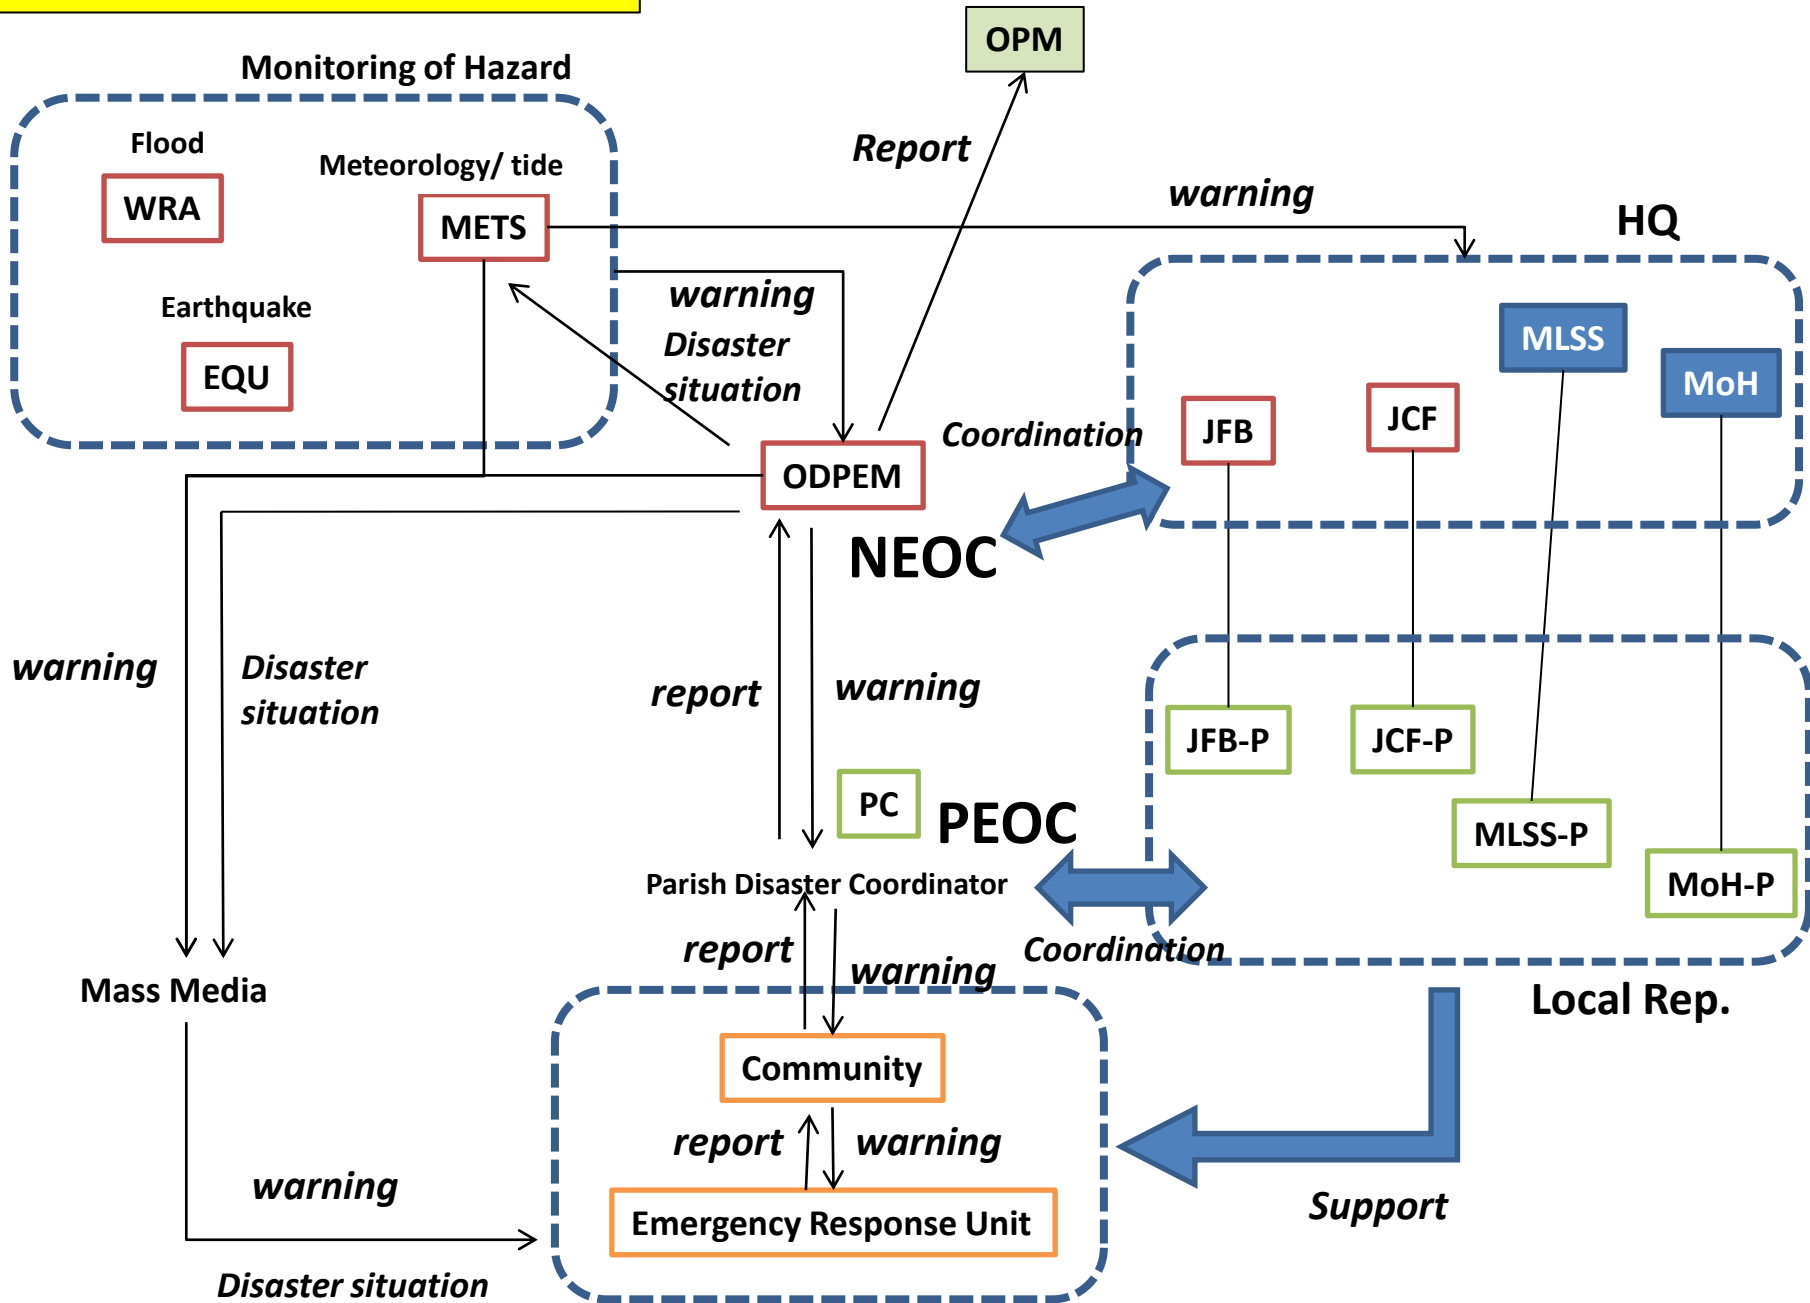 OPM
Monitoring of Hazard
Flood
Report
Meteorology/ tide
WRA
METS
warning
HQ
warning
Earthquake
Disaster
situation
MLSS
EQU
MoH
JFB
JCF
Coordination
ODPEM
NEOC
warning
Disaster
situation
report
warning
JFB-P
JCF-P
PC
PEOC
MLSS-P
Parish Disaster Coordinator
MoH-P
report
Coordination
warning
Mass Media
Local Rep.
Community
report
warning
warning
Emergency Response Unit
Support
Disaster situation